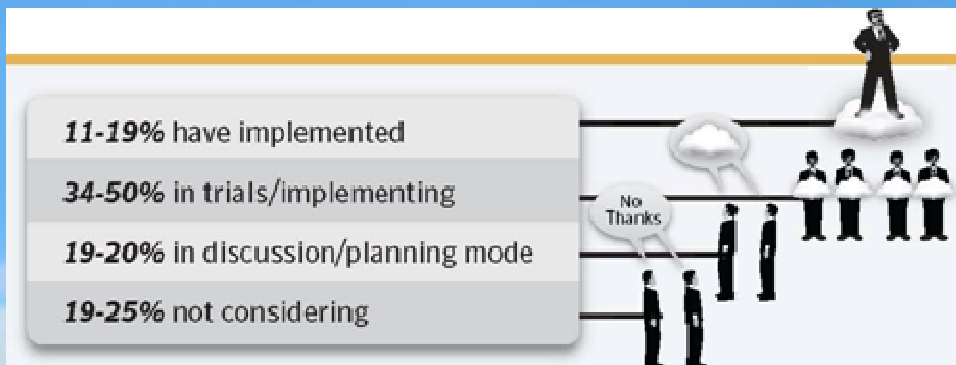 11-19% have implemented
34-50% in trials/implementing
No
Thanks
19-20% in discussion/planning mode
19-25% not considering